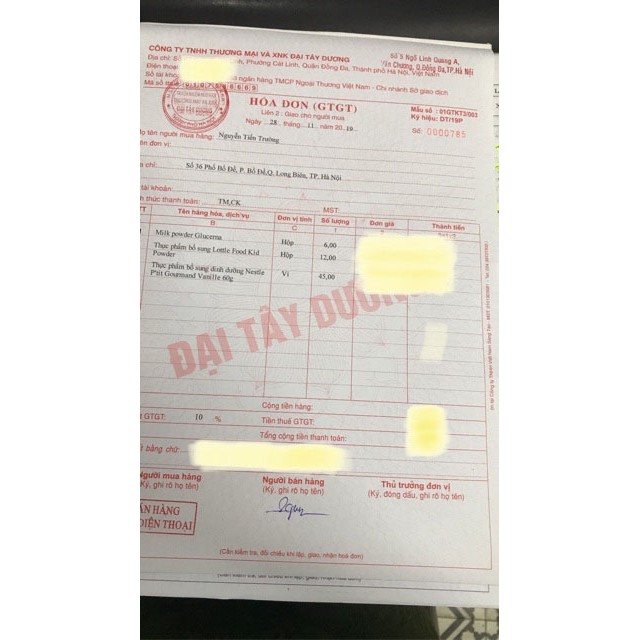 CÔNG TY TNHH THƯƠNG MẠI VÀ XNK ĐẠI TÂY DƯƠNG
Số 5 Ngõ Linh Quang A,
Văn Chương, Q.Đống Đa,TP.Hà Nội
Địa chỉ: Số Phường Cát Linh, Quận Đống Đa, Thành phố Hà Nội, Việt Nam
Điện thoại
Số tài khoản ngân hàng TMCP Ngoại Thương Việt Nam - Chi nhánh Sở giao dịch
Mã số thuế
HÓA ĐƠN (GTGT)
Mẫu số : 01GTKT3/003
Liên 2 : Giao cho người mua
Ký hiệu: DT/19P
Ngày 28 tháng 11 năm 2019
Số: 0000785
Họ tên người mua hàng Nguyễn Tiến Trường
Tên đơn vị
chỉ: Số 36 Phố Bồ Đề, P. Bồ Đề,Q. Long Biên, TP. Hà Nội
tài khoản:
thức thanh toán: TM,CK MST:
TT Tên hàng hóa, dịch vụ Đơn vị tính Số lượng Đơn giá Thành tiền
B C 1
Milk powder Glucerna Hộp 6,00
Thực phẩm bổ sung Lottle Food Kid Hộp 12,00
Powder
Thực phẩm bổ sung dinh dưỡng Nestle Vỉ 45,00
P'tit Gourmand Vanille 60g
ĐẠI TÂY DƯƠNG
Cộng tiền hàng:
GTGT: 10 % Tiền thuế GTGT:
Tổng cộng tiền thanh toán:
viết bằng chữ:
Người mua hàng Người bán hàng Thủ trưởng đơn vị
(Ký, ghi rõ họ tên) (Ký, ghi rõ họ tên) (Ký, đóng dấu, ghi rõ họ tên)
BÁN HÀNG
ĐIỆN THOẠI
(Cần kiểm tra, đối chiếu khi lập, giao, nhận hoá đơn)